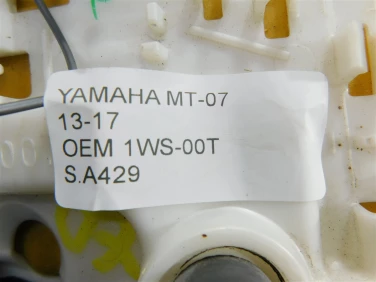 YAMAHA MT-07
13-17
OEM 1WS-00T
S.A429